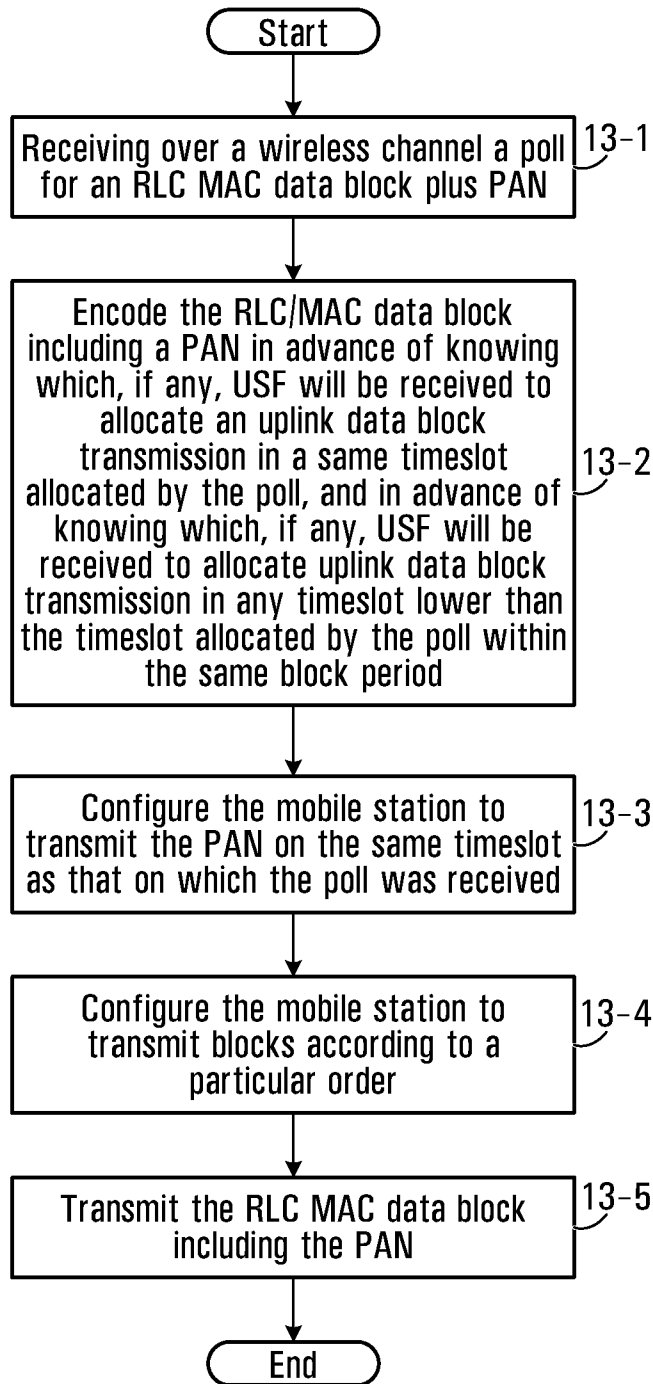 Start
13-1
Receiving over a wireless channel a poll
for an RLC MAC data block plus PAN
Encode the RLC/MAC data block
including a PAN in advance of knowing
which, if any, USF will be received to
allocate an uplink data block
transmission in a same timeslot
allocated by the poll, and in advance of
knowing which, if any, USF will be
received to allocate uplink data block
transmission in any timeslot lower than
the timeslot allocated by the poll within
the same block period
13-2
Configure the mobile station to
transmit the PAN on the same timeslot
as that on which the poll was received
13-3
Configure the mobile station to
transmit blocks according to a
particular order
13-4
Transmit the RLC MAC data block
including the PAN
13-5
End